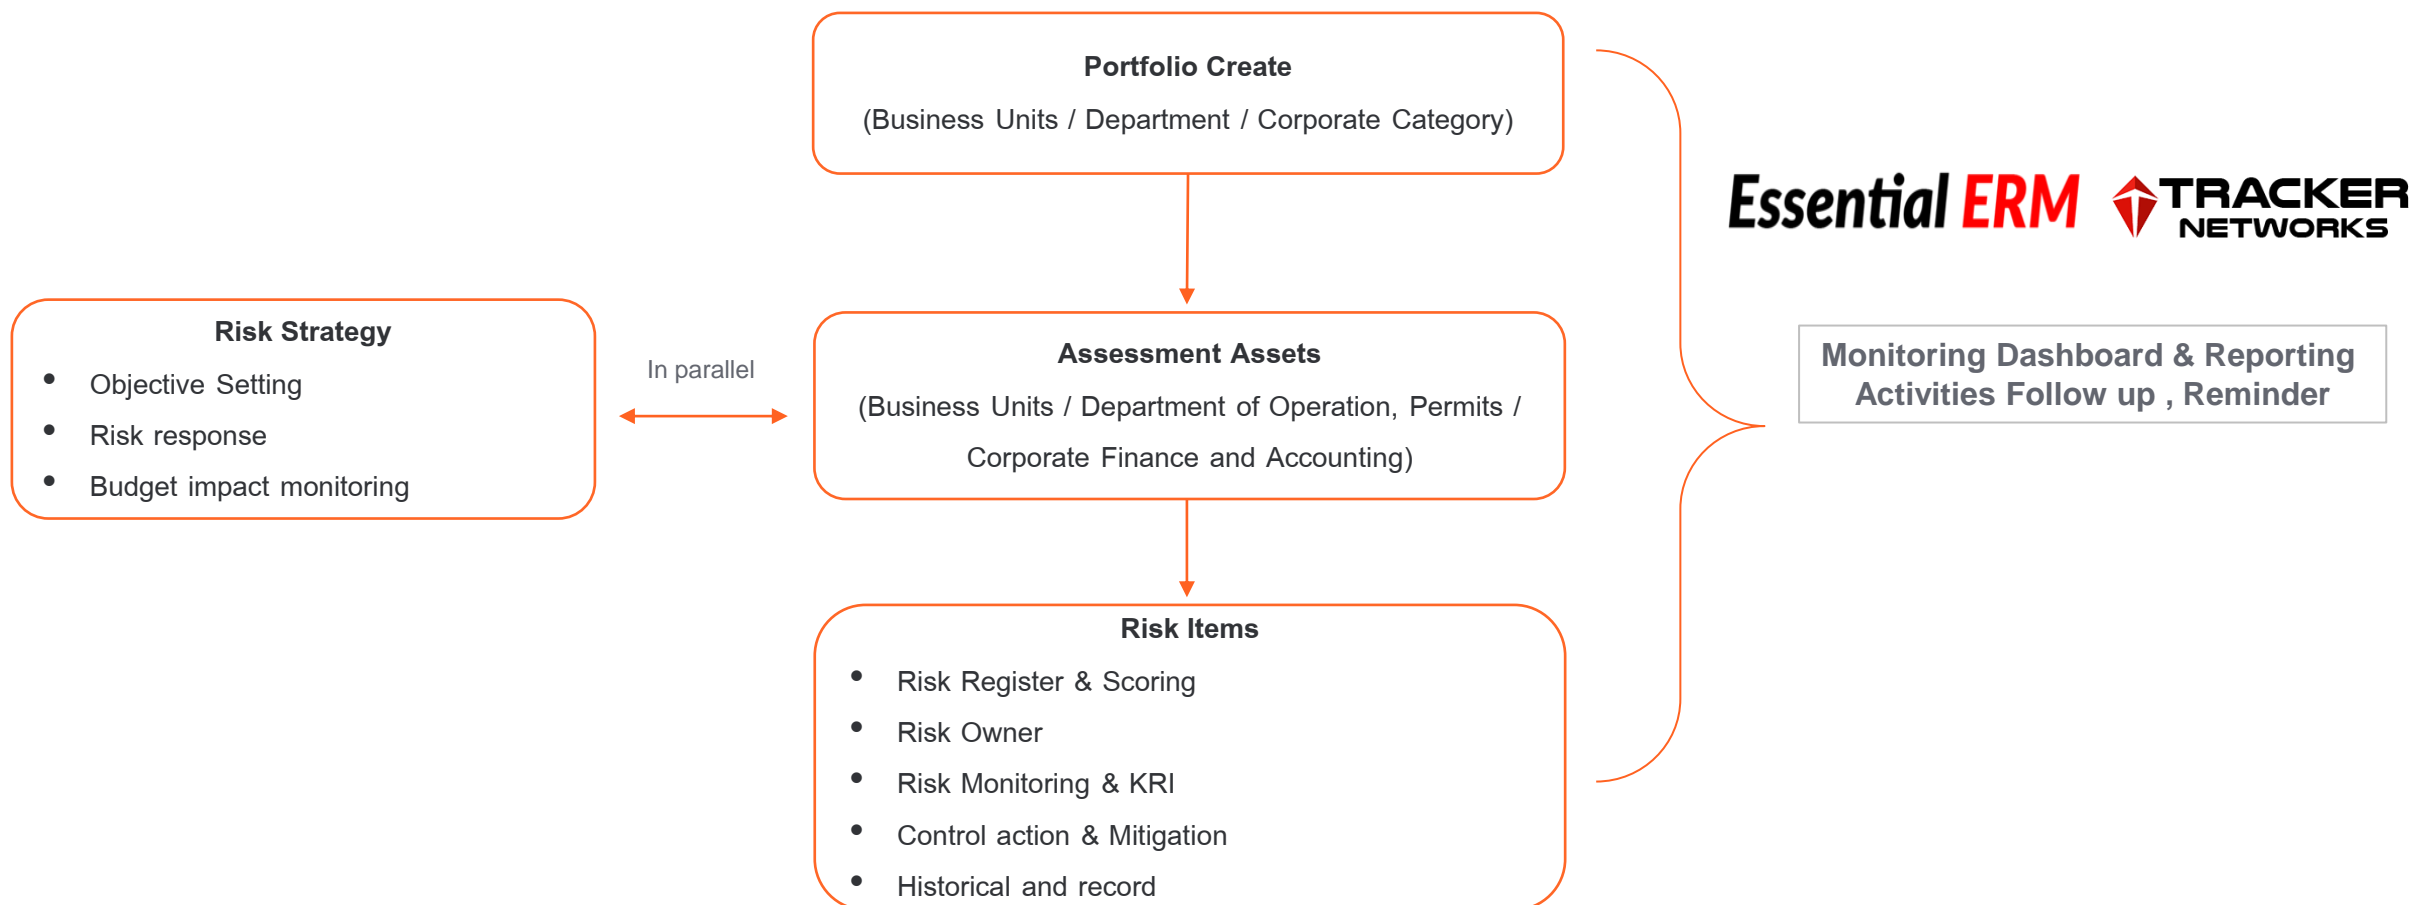 Portfolio Create
(Business Units / Department / Corporate Category)
Essential ERM
TRACKER
NETWORKS
Risk Strategy
• Objective Setting
• Risk response
• Budget impact monitoring
In parallel
Assessment Assets
(Business Units / Department of Operation, Permits /
Corporate Finance and Accounting)
Monitoring Dashboard & Reporting
Activities Follow up , Reminder
Risk Items
• Risk Register & Scoring
• Risk Owner
• Risk Monitoring & KRI
• Control action & Mitigation
• Historical and record